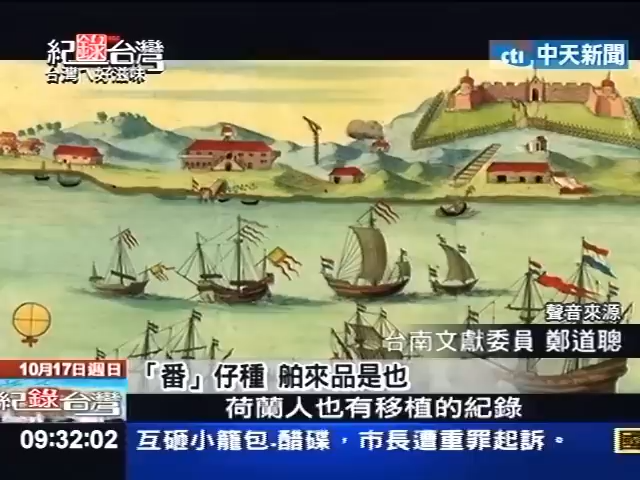 紀錄台灣
台灣ㄟ好滋味
cti 中天新聞
聲音來源
台南文獻委員 鄭道聰
10月17日週日
「番」仔種 舶來品是也
紀錄台灣
荷蘭人也有移植的紀錄
09:32:02
互砸小籠包.醋碟，市長遭重罪起訴。